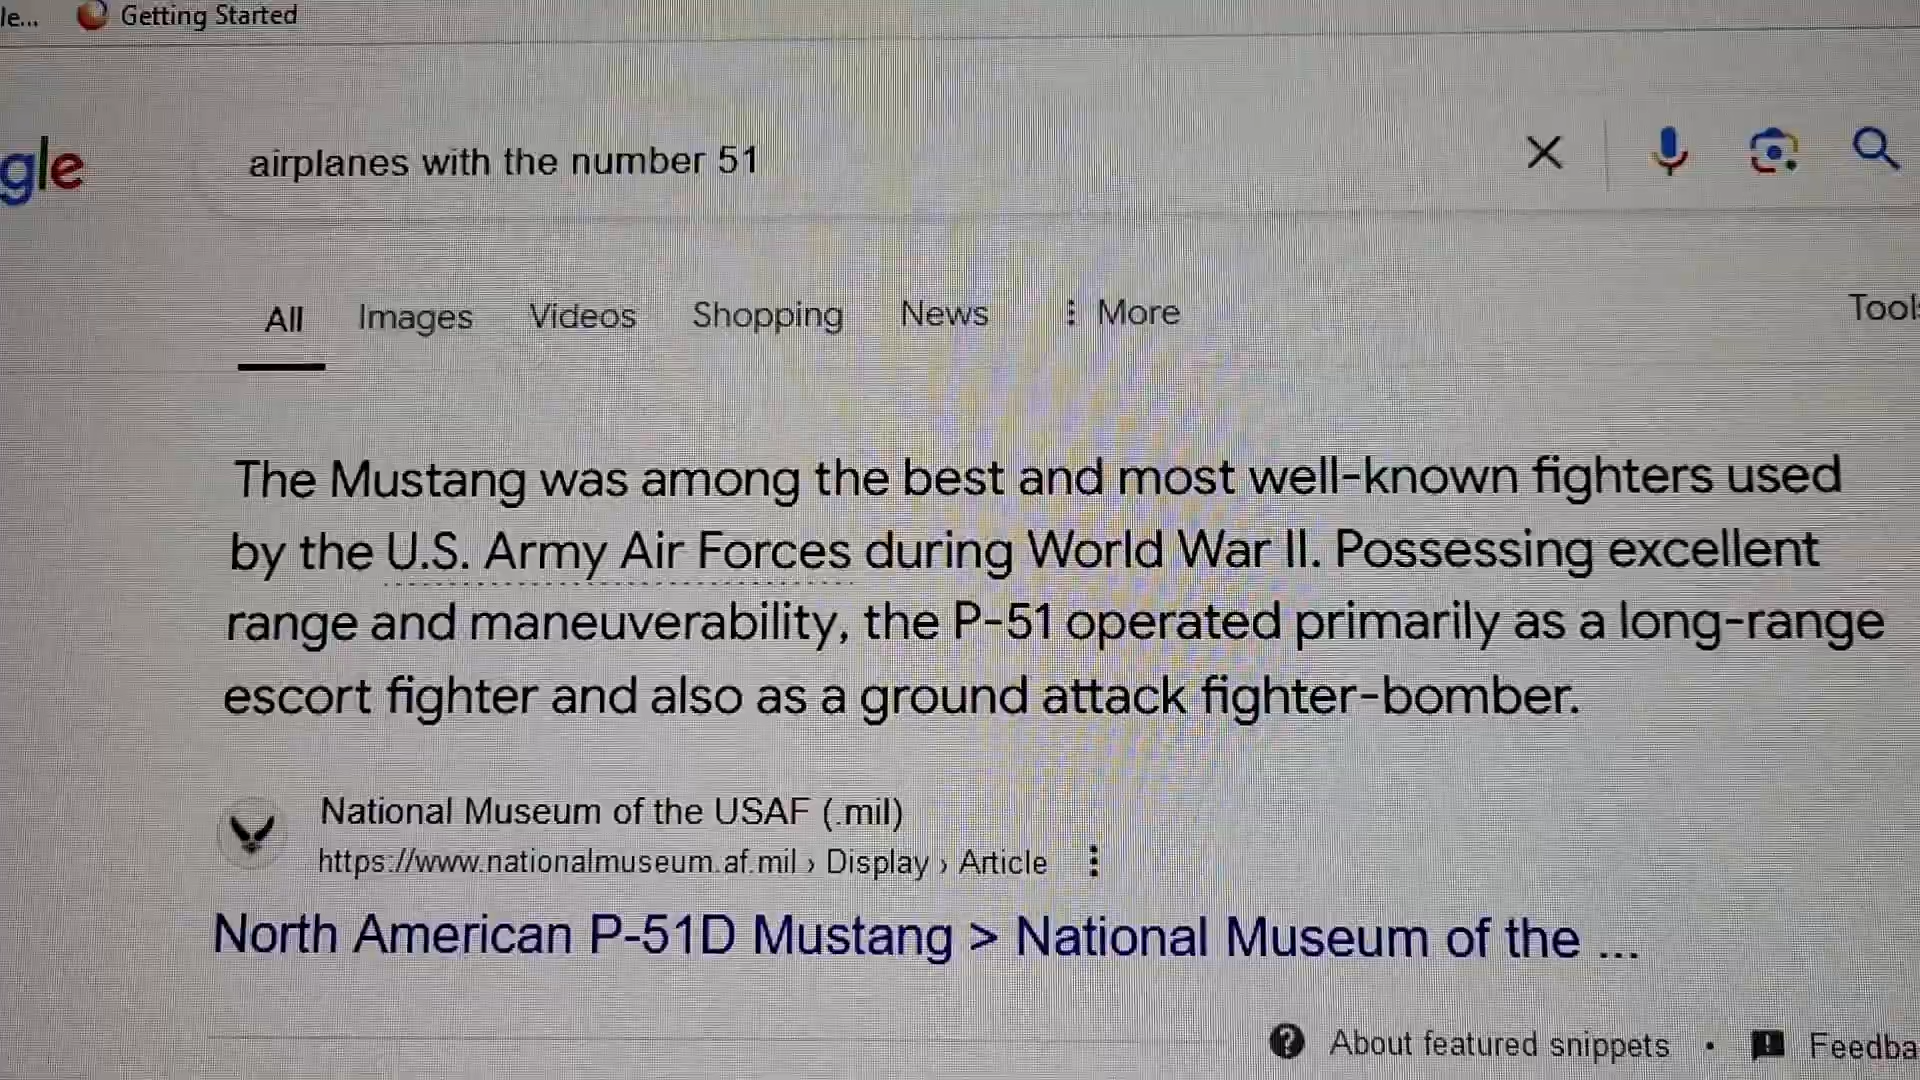 le...
Getting Started
gle
airplanes with the number 51
All Images Videos Shopping News More
Tools
The Mustang was among the best and most well-known fighters used
by the U.S. Army Air Forces during World War II. Possessing excellent
range and maneuverability, the P-51 operated primarily as a long-range
escort fighter and also as a ground attack fighter-bomber.
National Museum of the USAF (.mil)
https://www.nationalmuseum.af.mil › Display › Article
North American P-51D Mustang > National Museum of the ...
About featured snippets • Feedba